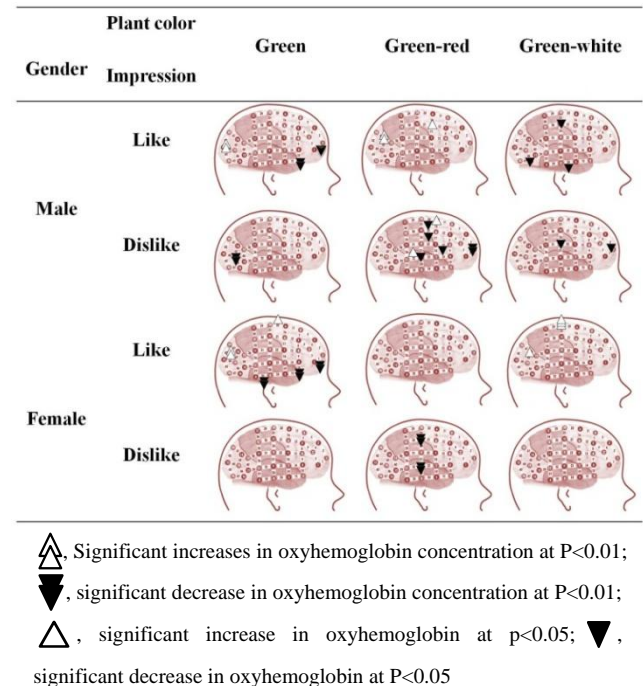 Plant color
Gender Impression Green Green-red Green-white
Like
Male
Dislike
Like
Female
Dislike
, Significant increases in oxyhemoglobin concentration at P<0.01;
, significant decrease in oxyhemoglobin concentration at P<0.01;
, significant increase in oxyhemoglobin at p<0.05; ,
significant decrease in oxyhemoglobin at P<0.05